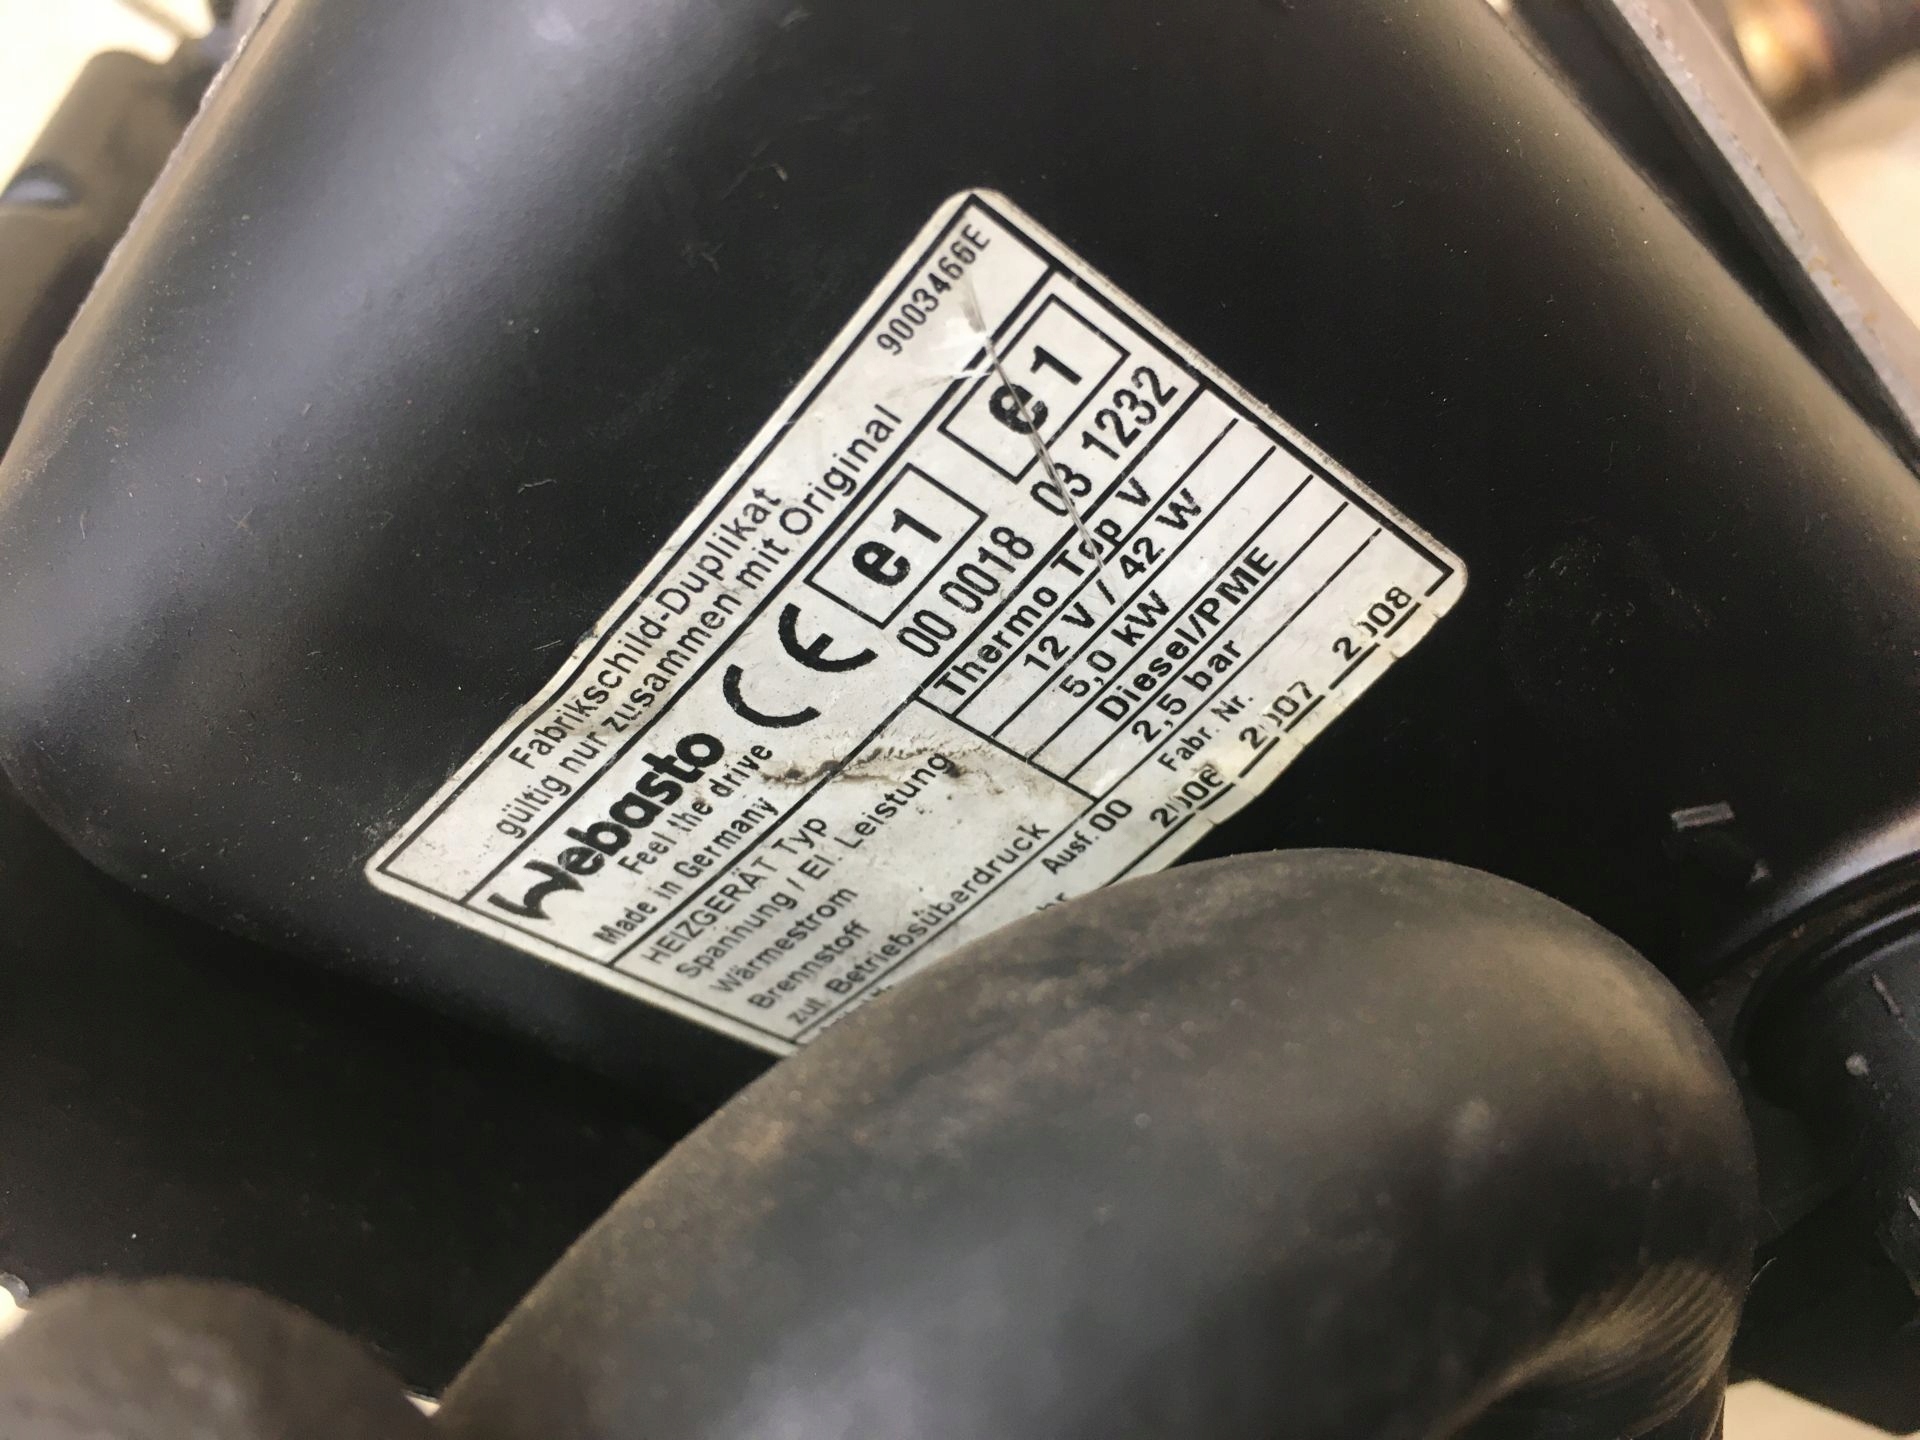 Fabrikschild-Duplikat
gültig nur zusammen mit Original
9003466E
Webasto
Feel the drive
Made in Germany
CE
e1
00 0018
e1
03 1232
HEIZGERÄT Typ
Thermo Top V
Spannung / El. Leistung
12 V / 42 W
Wärmestrom
5,0 kW
Brennstoff
Diesel/PME
zul. Betriebsüberdruck
2,5 bar
Ausf. 00
Fabr. Nr.
2006 2007 2008